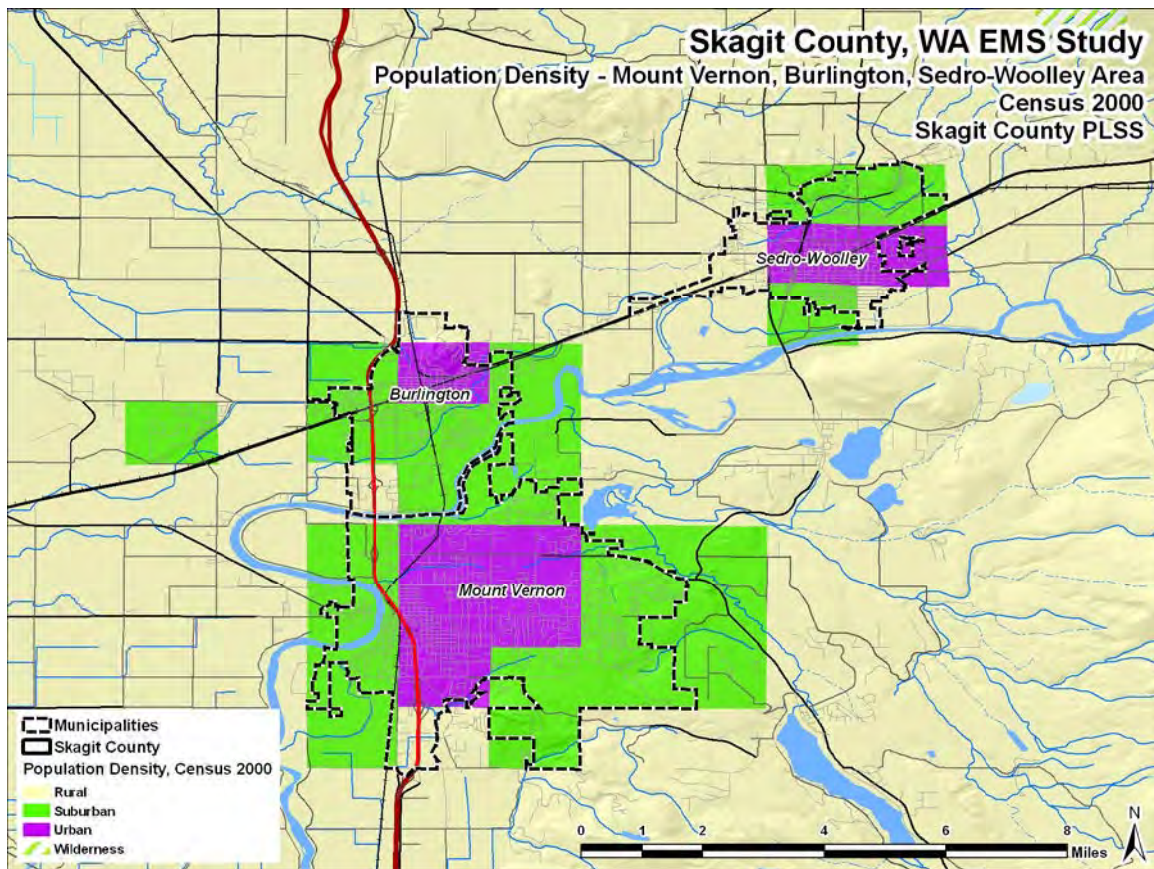 Skagit County, WA EMS Study
Population Density - Mount Vernon, Burlington, Sedro-Woolley Area
Census 2000
Skagit County PLSS
Sedro-Woolley
Burlington
Mount Vernon
Municipalities
Skagit County
Population Density, Census 2000
Rural
Suburban
Urban
Wilderness
0 1 2 4 6 8
Miles
N